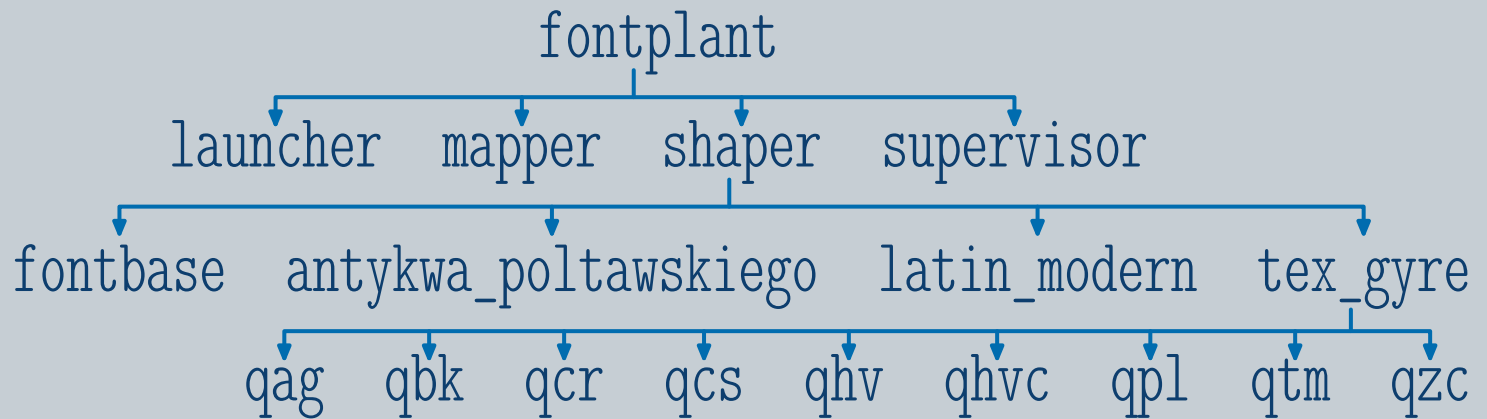 fontplant
launcher mapper shaper supervisor
fontbase antykwa_poltawskiego latin_modern tex_gyre
qag qbk qcr qcs qhv qhvc qpl qtm qzc